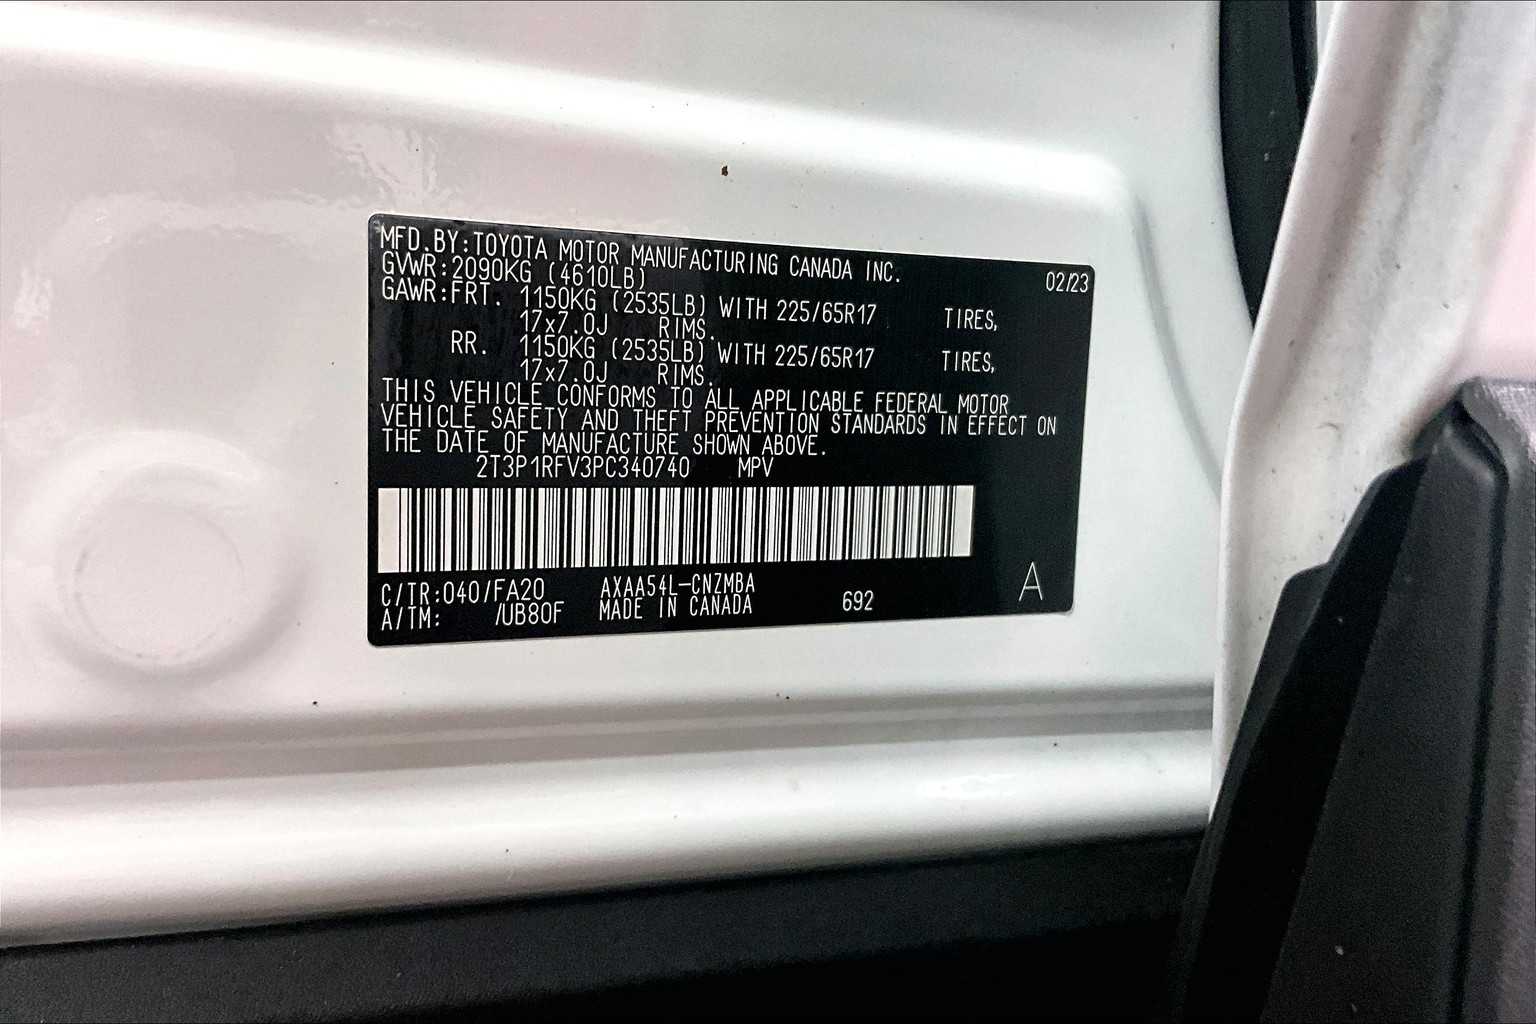 MFD.BY:TOYOTA MOTOR MANUFACTURING CANADA INC.
02/23
GVWR:2090KG (4610LB)
GAWR:FRT. 1150KG (2535LB) WITH 225/65R17 TIRES,
17x7.0J RIMS.
RR. 1150KG (2535LB) WITH 225/65R17 TIRES,
17x7.0J RIMS.
THIS VEHICLE CONFORMS TO ALL APPLICABLE FEDERAL MOTOR
VEHICLE SAFETY AND THEFT PREVENTION STANDARDS IN EFFECT ON
THE DATE OF MANUFACTURE SHOWN ABOVE.
2T3P1RFV3PC340740 MPV
C/TR:040/FA20 AXAA54L-CNZMBA
A/TM: /UB80F MADE IN CANADA 692 A